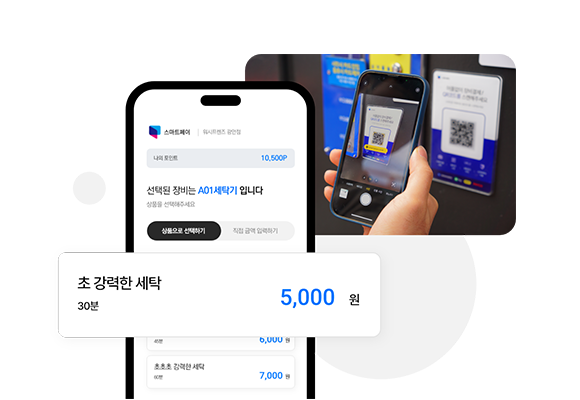 스마트페이 | 워시프렌즈 광안점
나의 포인트 10,500P
선택된 장비는 A01세탁기 입니다
상품을 선택해주세요
상품으로 선택하기 직접 금액 입력하기
초 강력한 세탁
30분
5,000 원
45분 6,000 원
초초초 강력한 세탁
60분 7,000 원